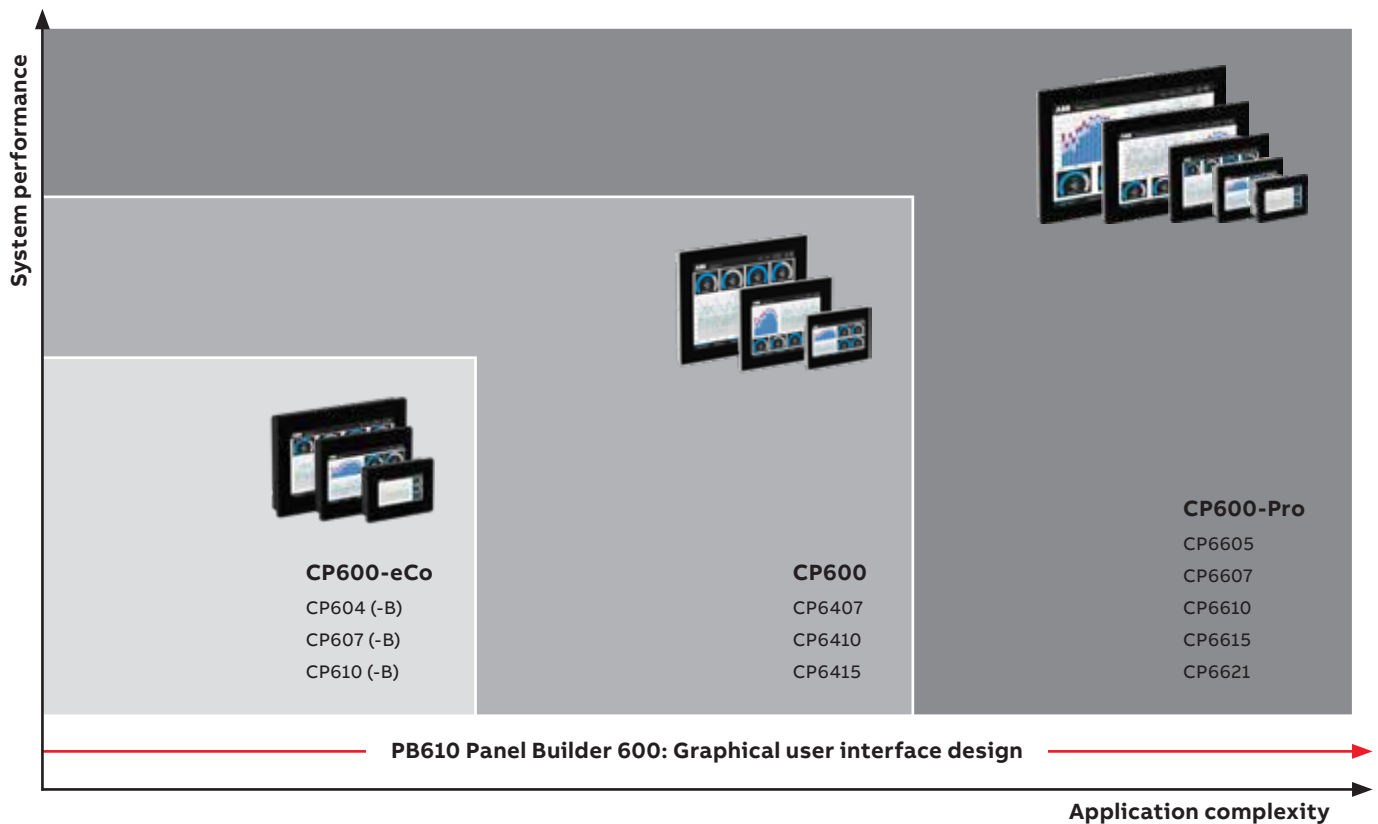 System performance
CP600-eCo
CP604 (-B)
CP607 (-B)
CP610 (-B)
CP600
CP6407
CP6410
CP6415
CP600-Pro
CP6605
CP6607
CP6610
CP6615
CP6621
PB610 Panel Builder 600: Graphical user interface design
Application complexity